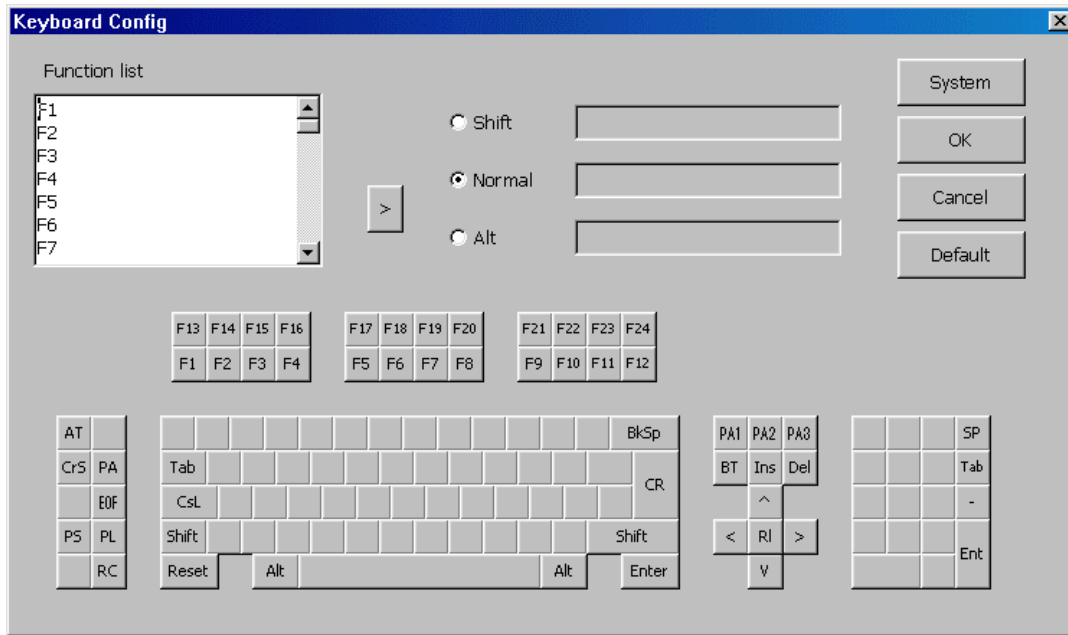 Keyboard Config
Function list
F1
F2
F3
F4
F5
F6
F7
>
Shift
Normal
Alt
System
OK
Cancel
Default
F13 F14 F15 F16 F17 F18 F19 F20 F21 F22 F23 F24
F1 F2 F3 F4 F5 F6 F7 F8 F9 F10 F11 F12
AT BkSp PA1 PA2 PA3 SP
CrS PA Tab CR BT Ins Del Tab
EOF CsL ^ -
PS PL Shift Shift < Rl > Ent
RC Reset Alt Alt Enter V